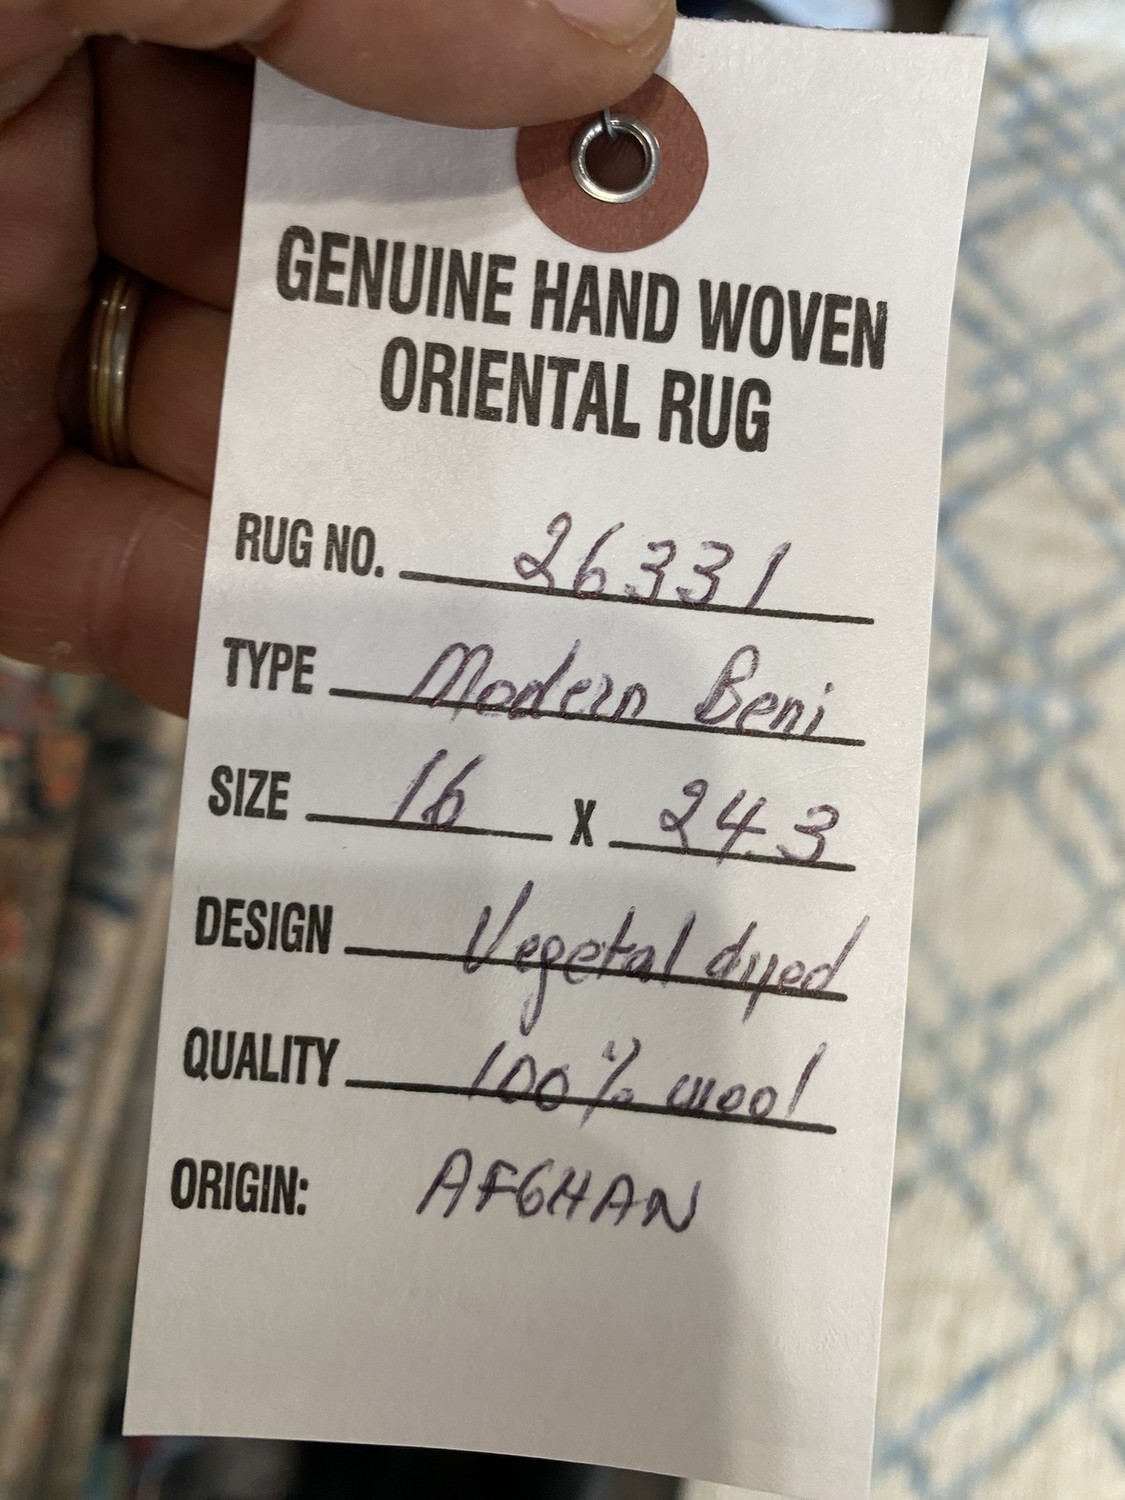 GENUINE HAND WOVEN
ORIENTAL RUG
RUG NO. 26331
TYPE Modern Beni
SIZE 16 X 24.3
DESIGN Vegetal dyed
QUALITY 100% wool
ORIGIN: AFGHAN